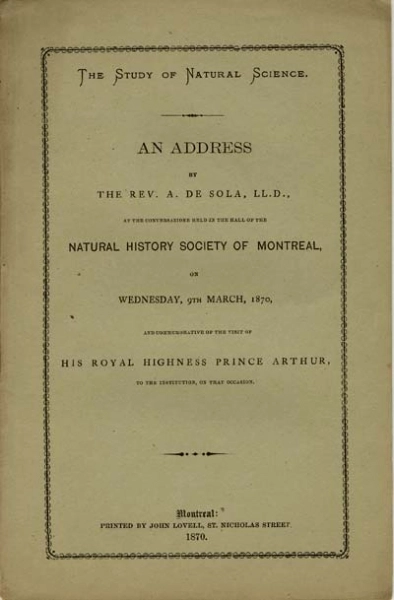 THE STUDY OF NATURAL SCIENCE.
AN ADDRESS
BY
THE REV. A. DE SOLA, LL.D.,
AT THE CONVERSAZIONE HELD IN THE HALL OF THE
NATURAL HISTORY SOCIETY OF MONTREAL,
ON
WEDNESDAY, 9TH MARCH, 1870,
AND COMMEMORATIVE OF THE VISIT OF
HIS ROYAL HIGHNESS PRINCE ARTHUR,
TO THE INSTITUTION, ON THAT OCCASION.
Montreal:
PRINTED BY JOHN LOVELL, ST. NICHOLAS STREET.
1870.